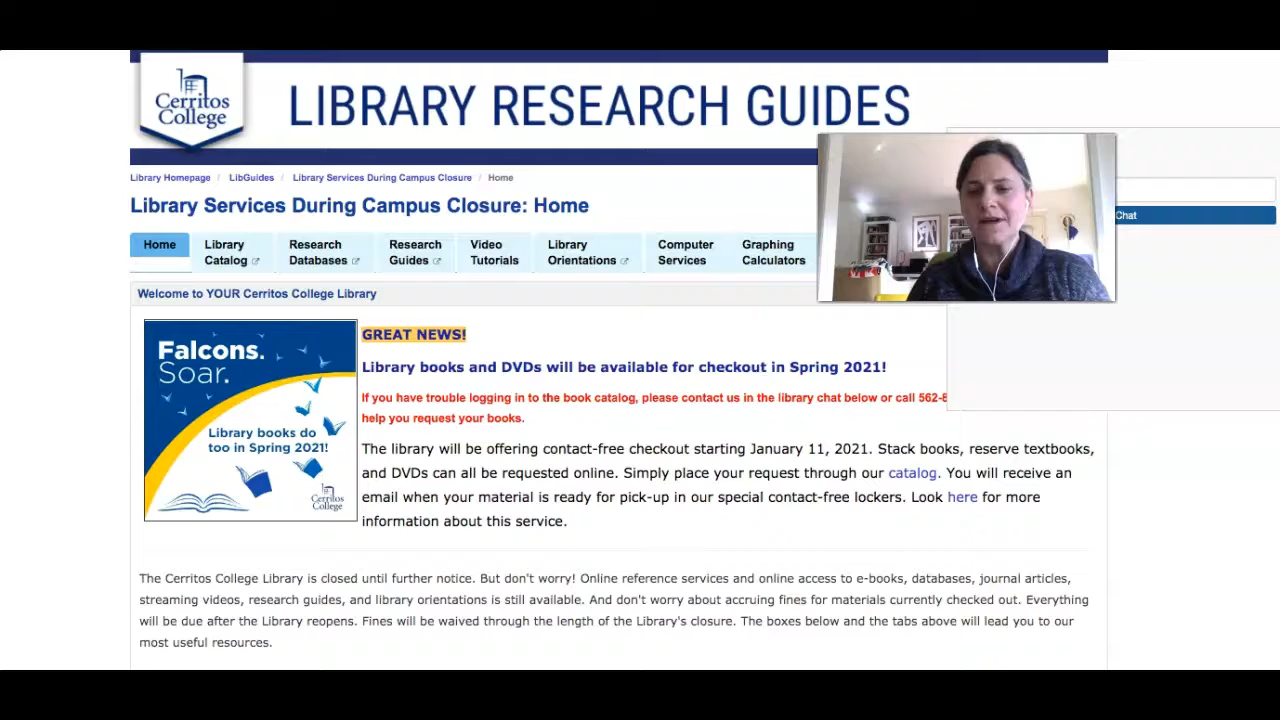 Cerritos
College
LIBRARY RESEARCH GUIDES
Library Homepage / LibGuides / Library Services During Campus Closure / Home
Library Services During Campus Closure: Home
Home
Library
Catalog
Research
Databases
Research
Guides
Video
Tutorials
Library
Orientations
Computer
Services
Graphing
Calculators
Chat
Welcome to YOUR Cerritos College Library
Falcons.
Soar.
Library books do
too in Spring 2021!
Cerritos
College
GREAT NEWS!
Library books and DVDs will be available for checkout in Spring 2021!
If you have trouble logging in to the book catalog, please contact us in the library chat below or call 562-8
help you request your books.
The library will be offering contact-free checkout starting January 11, 2021. Stack books, reserve textbooks,
and DVDs can all be requested online. Simply place your request through our catalog. You will receive an
email when your material is ready for pick-up in our special contact-free lockers. Look here for more
information about this service.
The Cerritos College Library is closed until further notice. But don't worry! Online reference services and online access to e-books, databases, journal articles,
streaming videos, research guides, and library orientations is still available. And don't worry about accruing fines for materials currently checked out. Everything
will be due after the Library reopens. Fines will be waived through the length of the Library's closure. The boxes below and the tabs above will lead you to our
most useful resources.